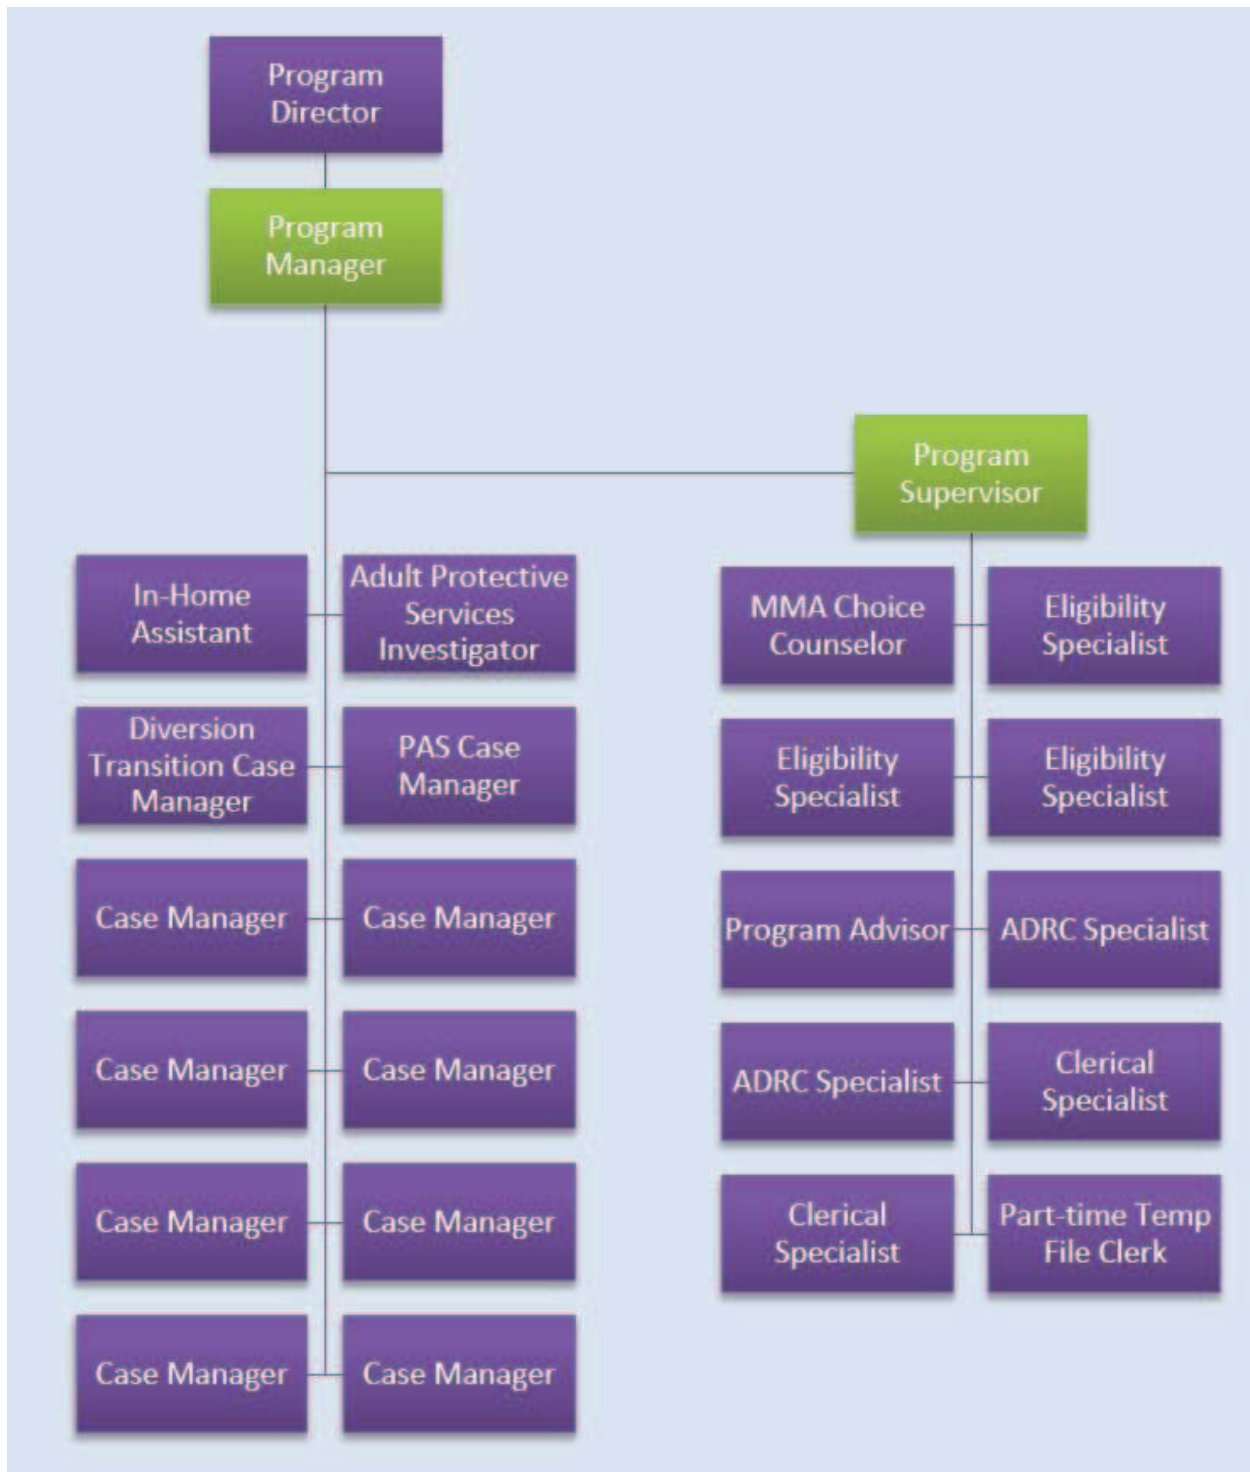 Program
Director
Program
Manager
Program
Supervisor
In-Home
Assistant
Adult Protective
Services
Investigator
Diversion
Transition Case
Manager
PAS Case
Manager
Case Manager
Case Manager
Case Manager
Case Manager
Case Manager
Case Manager
Case Manager
Case Manager
MMA Choice
Counselor
Eligibility
Specialist
Eligibility
Specialist
Eligibility
Specialist
Program Advisor
ADRC Specialist
ADRC Specialist
Clerical
Specialist
Clerical
Specialist
Part-time Temp
File Clerk